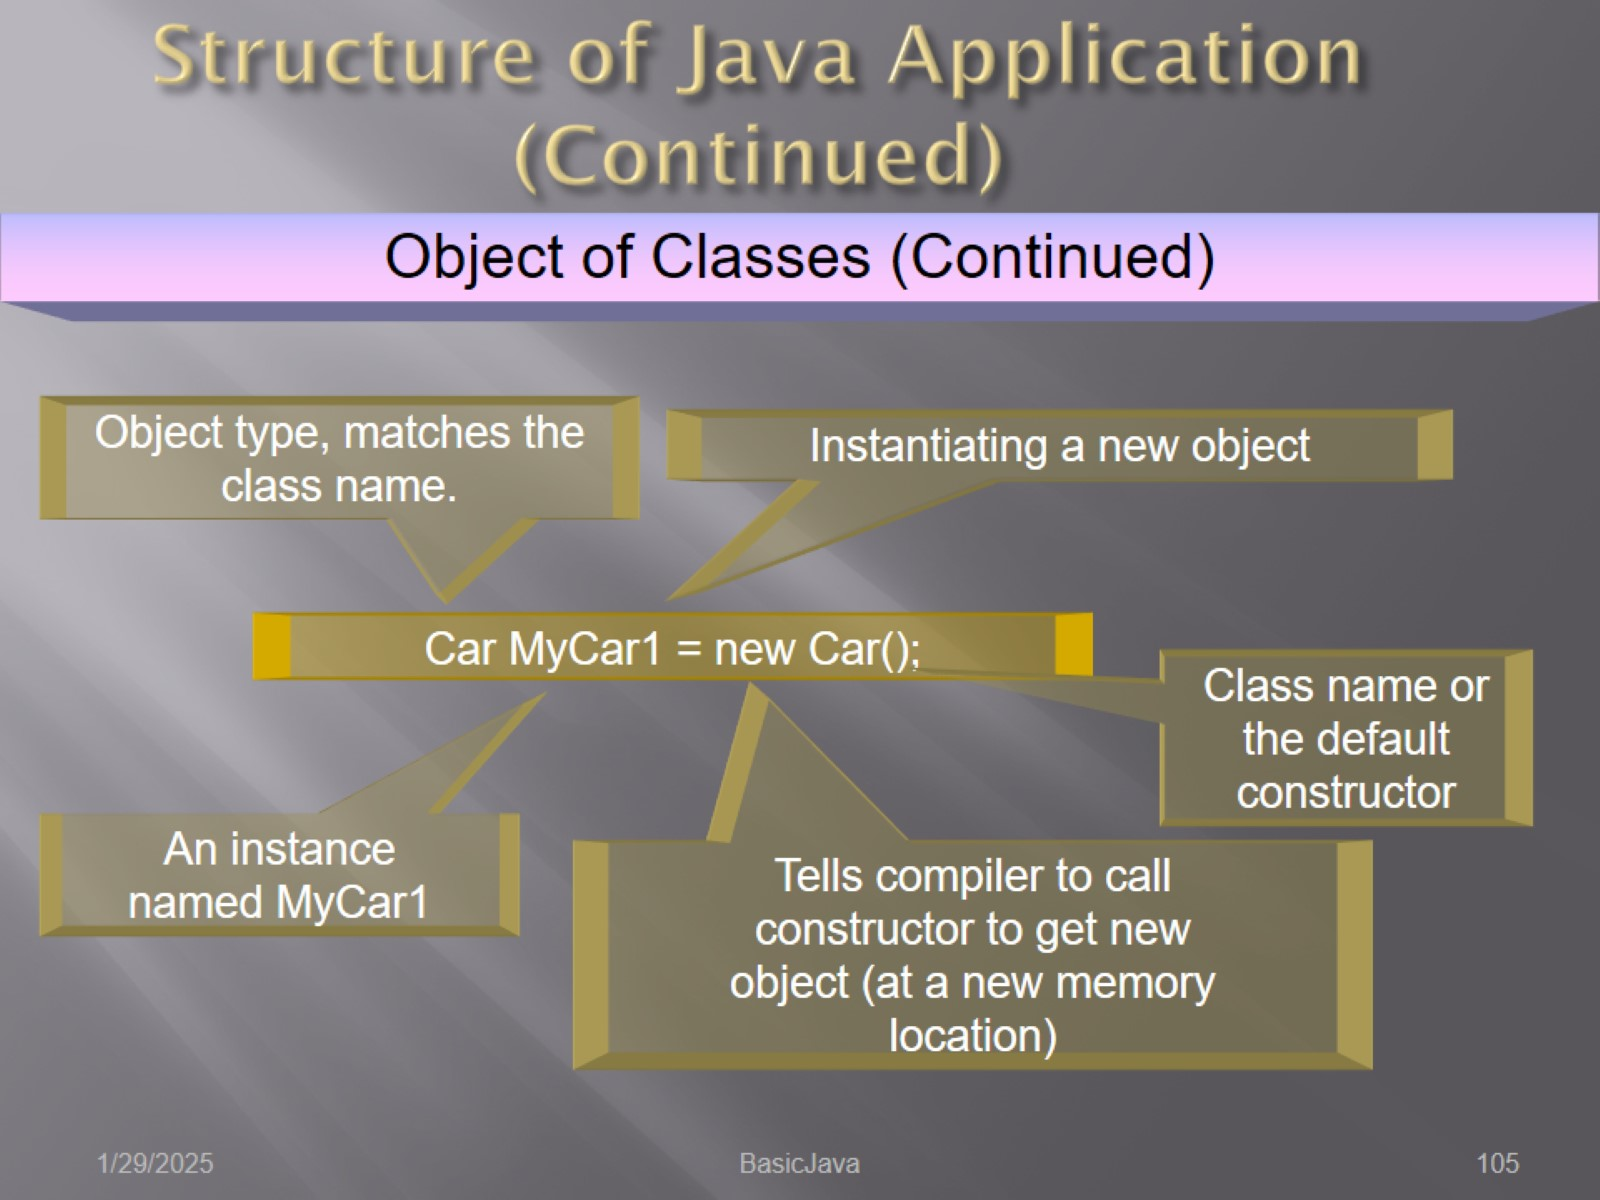 Structure of Java Application
(Continued)
Object of Classes (Continued)
Object type, matches the
class name.
Instantiating a new object
Car MyCar1 = new Car();
Class name or
the default
constructor
An instance
named MyCar1
Tells compiler to call
constructor to get new
object (at a new memory
location)
1/29/2025
BasicJava
105